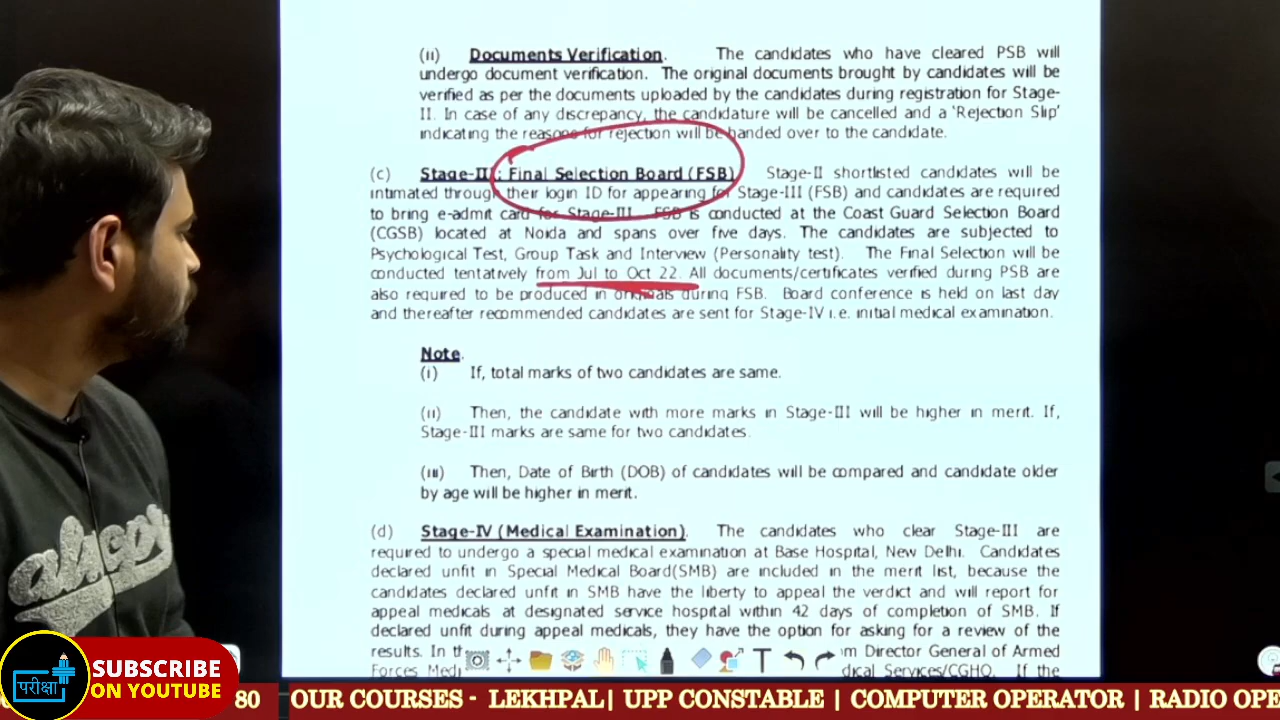 (ii) Documents Verification. The candidates who have cleared PSB will
undergo document verification. The original documents brought by candidates will be
verified as per the documents uploaded by the candidates during registration for Stage-
II. In case of any discrepancy, the candidature will be cancelled and a 'Rejection Slip'
indicating the reasons for rejection will be handed over to the candidate.
(c) Stage-III: Final Selection Board (FSB) Stage-II shortlisted candidates will be
intimated through their login ID for appearing for Stage-III (FSB) and candidates are required
to bring e-admit card for Stage-III. FSB is conducted at the Coast Guard Selection Board
(CGSB) located at Noida and spans over five days. The candidates are subjected to
Psychological Test, Group Task and Interview (Personality test). The Final Selection will be
conducted tentatively from Jul to Oct 22. All documents/certificates verified during PSB are
also required to be produced in originals during FSB. Board conference is held on last day
and thereafter recommended candidates are sent for Stage-IV i.e. initial medical examination.
Note.
(i) If, total marks of two candidates are same.
(ii) Then, the candidate with more marks in Stage-III will be higher in merit. If,
Stage-III marks are same for two candidates.
(iii) Then, Date of Birth (DOB) of candidates will be compared and candidate older
by age will be higher in merit.
(d) Stage-IV (Medical Examination). The candidates who clear Stage-III are
required to undergo a special medical examination at Base Hospital, New Delhi. Candidates
declared unfit in Special Medical Board(SMB) are included in the merit list, because the
candidates declared unfit in SMB have the liberty to appeal the verdict and will report for
appeal medicals at designated service hospital within 42 days of completion of SMB. If
declared unfit during appeal medicals, they have the option for asking for a review of the
results. In th om Director General of Armed
Forces Medi dical Services/CGHO. If the
T
परीक्षा
SUBSCRIBE
ON YOUTUBE
80 OUR COURSES - LEKHPAL| UPP CONSTABLE | COMPUTER OPERATOR | RADIO OPE